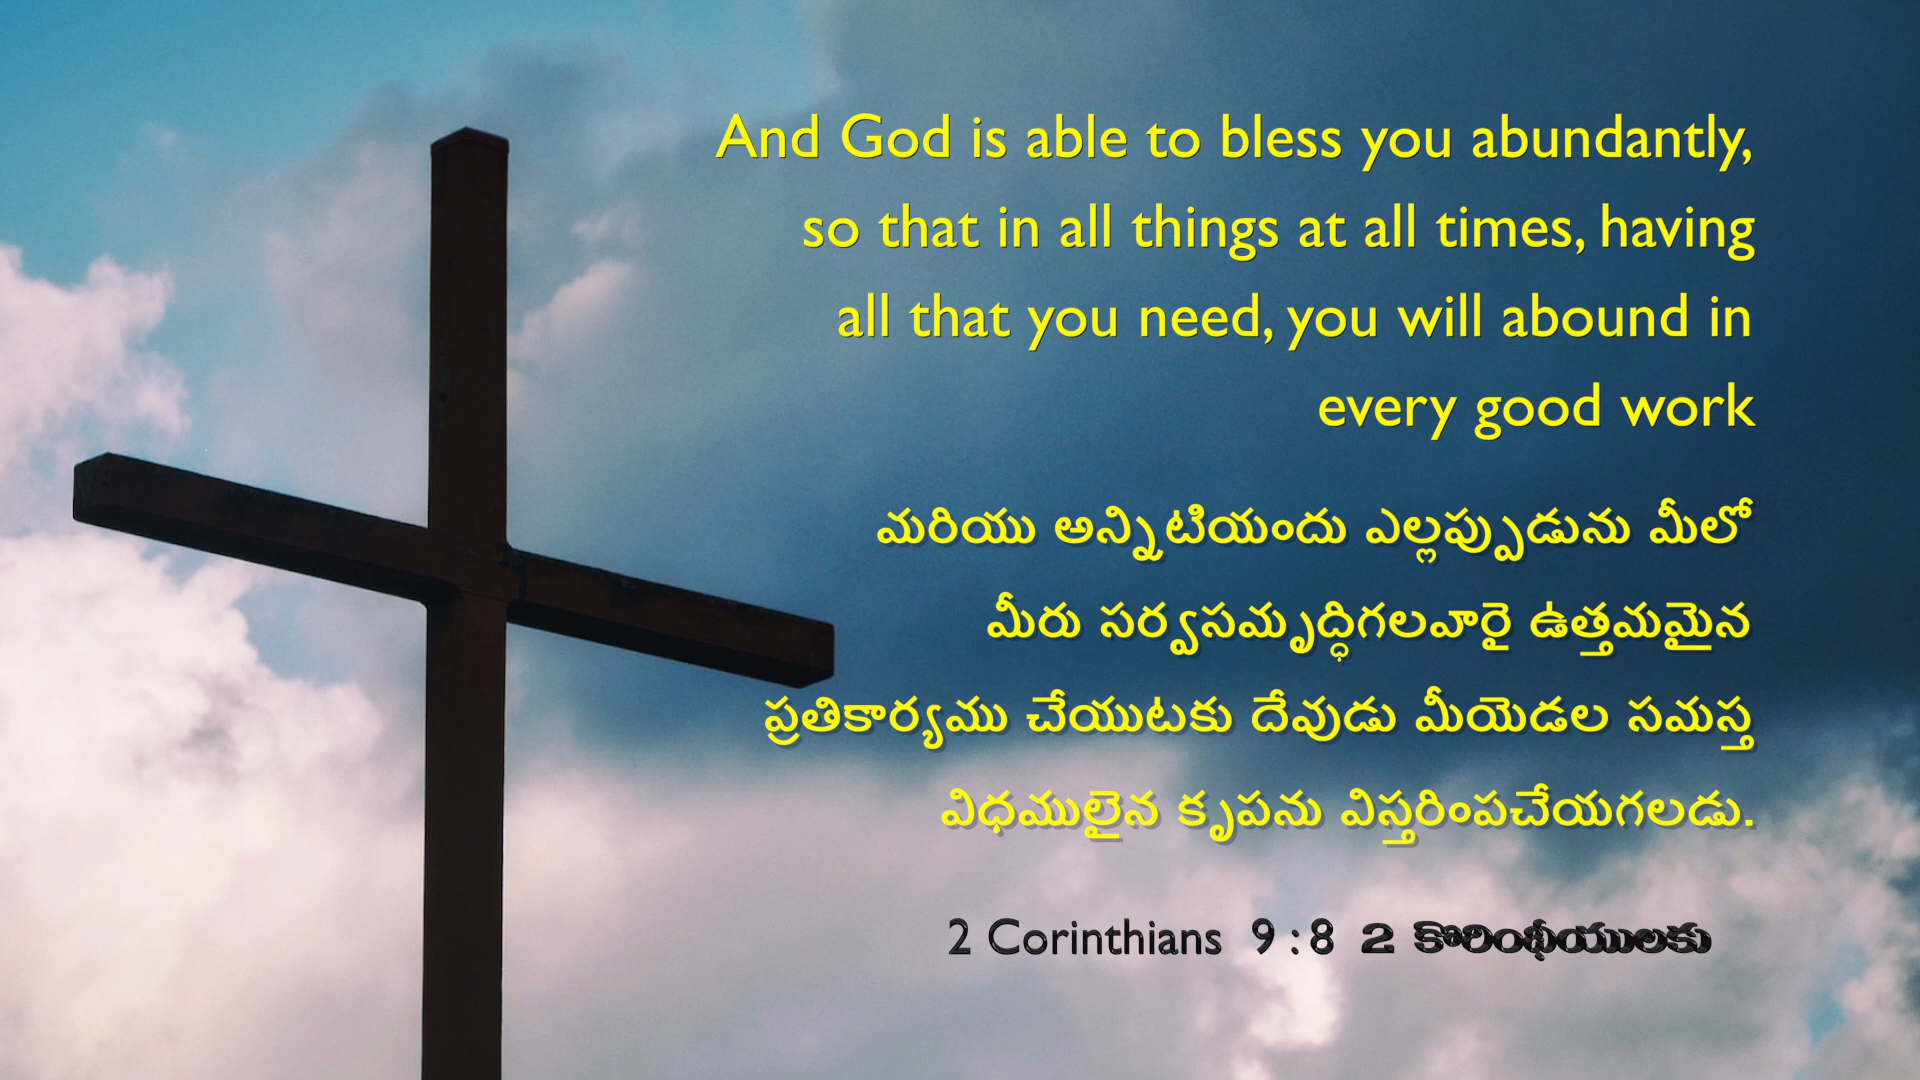 And God is able to bless you abundantly,
so that in all things at all times, having
all that you need, you will abound in
every good work
మరియు అన్నిటియందు ఎల్లప్పుడును మీలో
మీరు సర్వసమృద్ధిగలవారై ఉత్తమమైన
ప్రతికార్యము చేయుటకు దేవుడు మీయెడల సమస్త
విధములైన కృపను విస్తరింపచేయగలడు.
2 Corinthians 9 : 8 2 కొరింథీయులకు